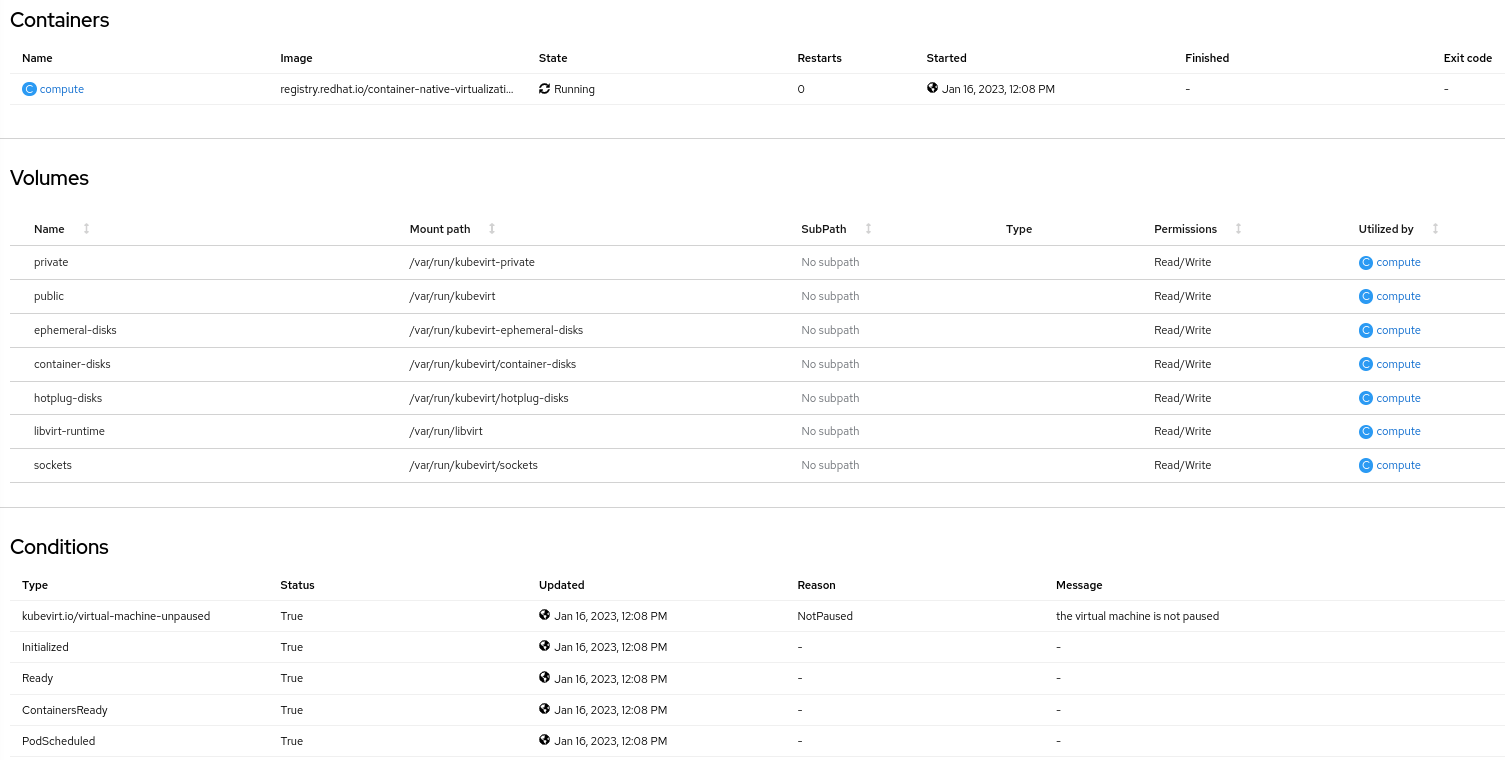 Containers
Name Image State Restarts Started Finished Exit code
C compute registry.redhat.io/container-native-virtualizati... Running 0 Jan 16, 2023, 12:08 PM - -
Volumes
Name Mount path SubPath Type Permissions Utilized by
private /var/run/kubevirt-private No subpath Read/Write C compute
public /var/run/kubevirt No subpath Read/Write C compute
ephemeral-disks /var/run/kubevirt-ephemeral-disks No subpath Read/Write C compute
container-disks /var/run/kubevirt/container-disks No subpath Read/Write C compute
hotplug-disks /var/run/kubevirt/hotplug-disks No subpath Read/Write C compute
libvirt-runtime /var/run/libvirt No subpath Read/Write C compute
sockets /var/run/kubevirt/sockets No subpath Read/Write C compute
Conditions
Type Status Updated Reason Message
kubevirt.io/virtual-machine-unpaused True Jan 16, 2023, 12:08 PM NotPaused the virtual machine is not paused
Initialized True Jan 16, 2023, 12:08 PM - -
Ready True Jan 16, 2023, 12:08 PM - -
ContainersReady True Jan 16, 2023, 12:08 PM - -
PodScheduled True Jan 16, 2023, 12:08 PM - -